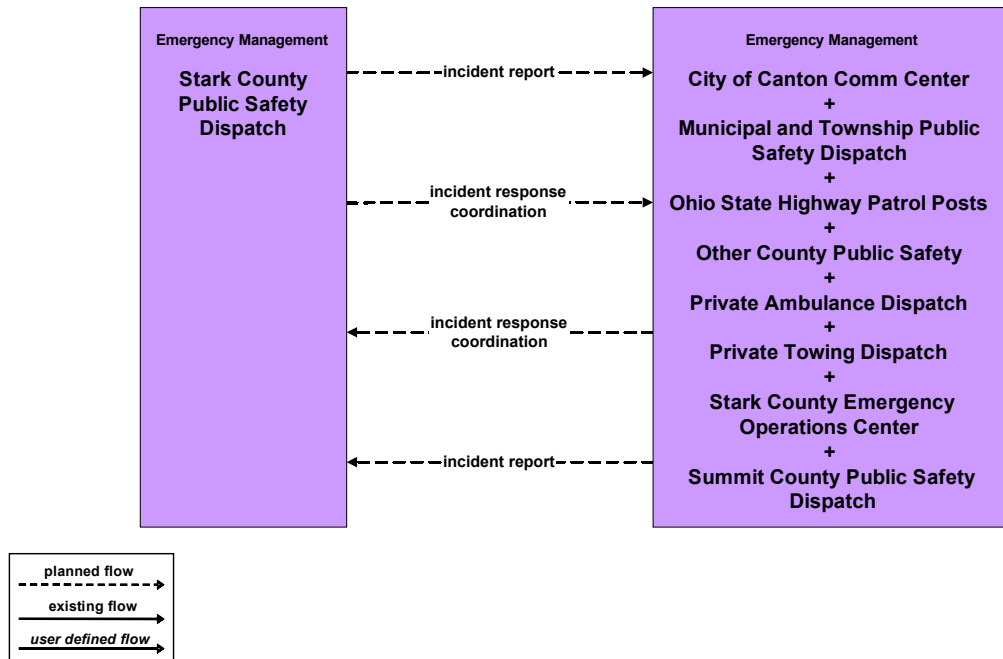 Emergency Management
Stark County
Public Safety
Dispatch
incident report
incident response
coordination
incident response
coordination
incident report
Emergency Management
City of Canton Comm Center
+
Municipal and Township Public
Safety Dispatch
+
Ohio State Highway Patrol Posts
+
Other County Public Safety
+
Private Ambulance Dispatch
+
Private Towing Dispatch
+
Stark County Emergency
Operations Center
+
Summit County Public Safety
Dispatch
planned flow
existing flow
user defined flow